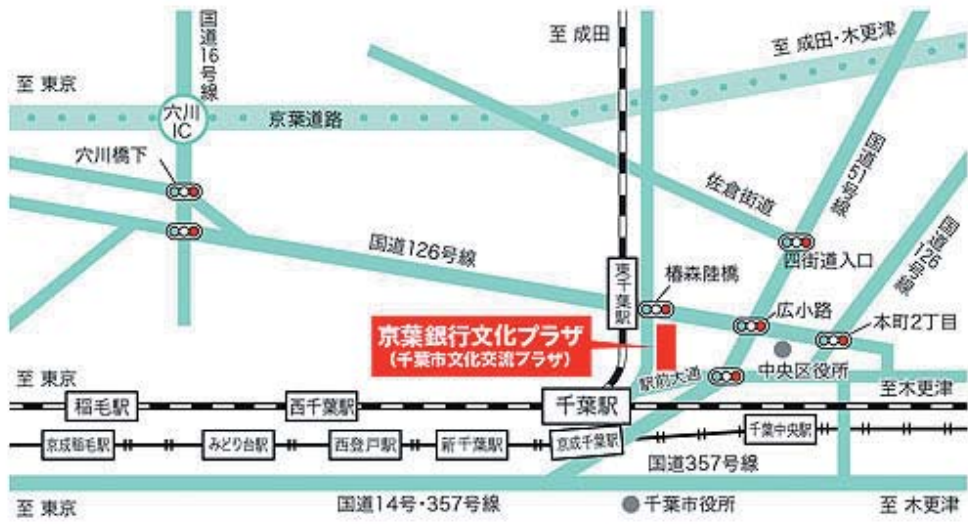 国道16号線
至 成田
至 成田・木更津
至 東京
穴川
IC
京葉道路
穴川橋下
国道51号線
佐倉街道
国道126号線
四街道入口
国道126号線
東千葉駅
椿森陸橋
広小路
本町2丁目
京葉銀行文化プラザ
(千葉市文化交流プラザ)
中央区役所
駅前大通
至 東京
至木更津
稲毛駅
西千葉駅
千葉駅
京成稲毛駅
みどり台駅
西登戸駅
新千葉駅
京成千葉駅
千葉中央駅
国道357号線
至 東京
国道14号・357号線
千葉市役所
至 木更津